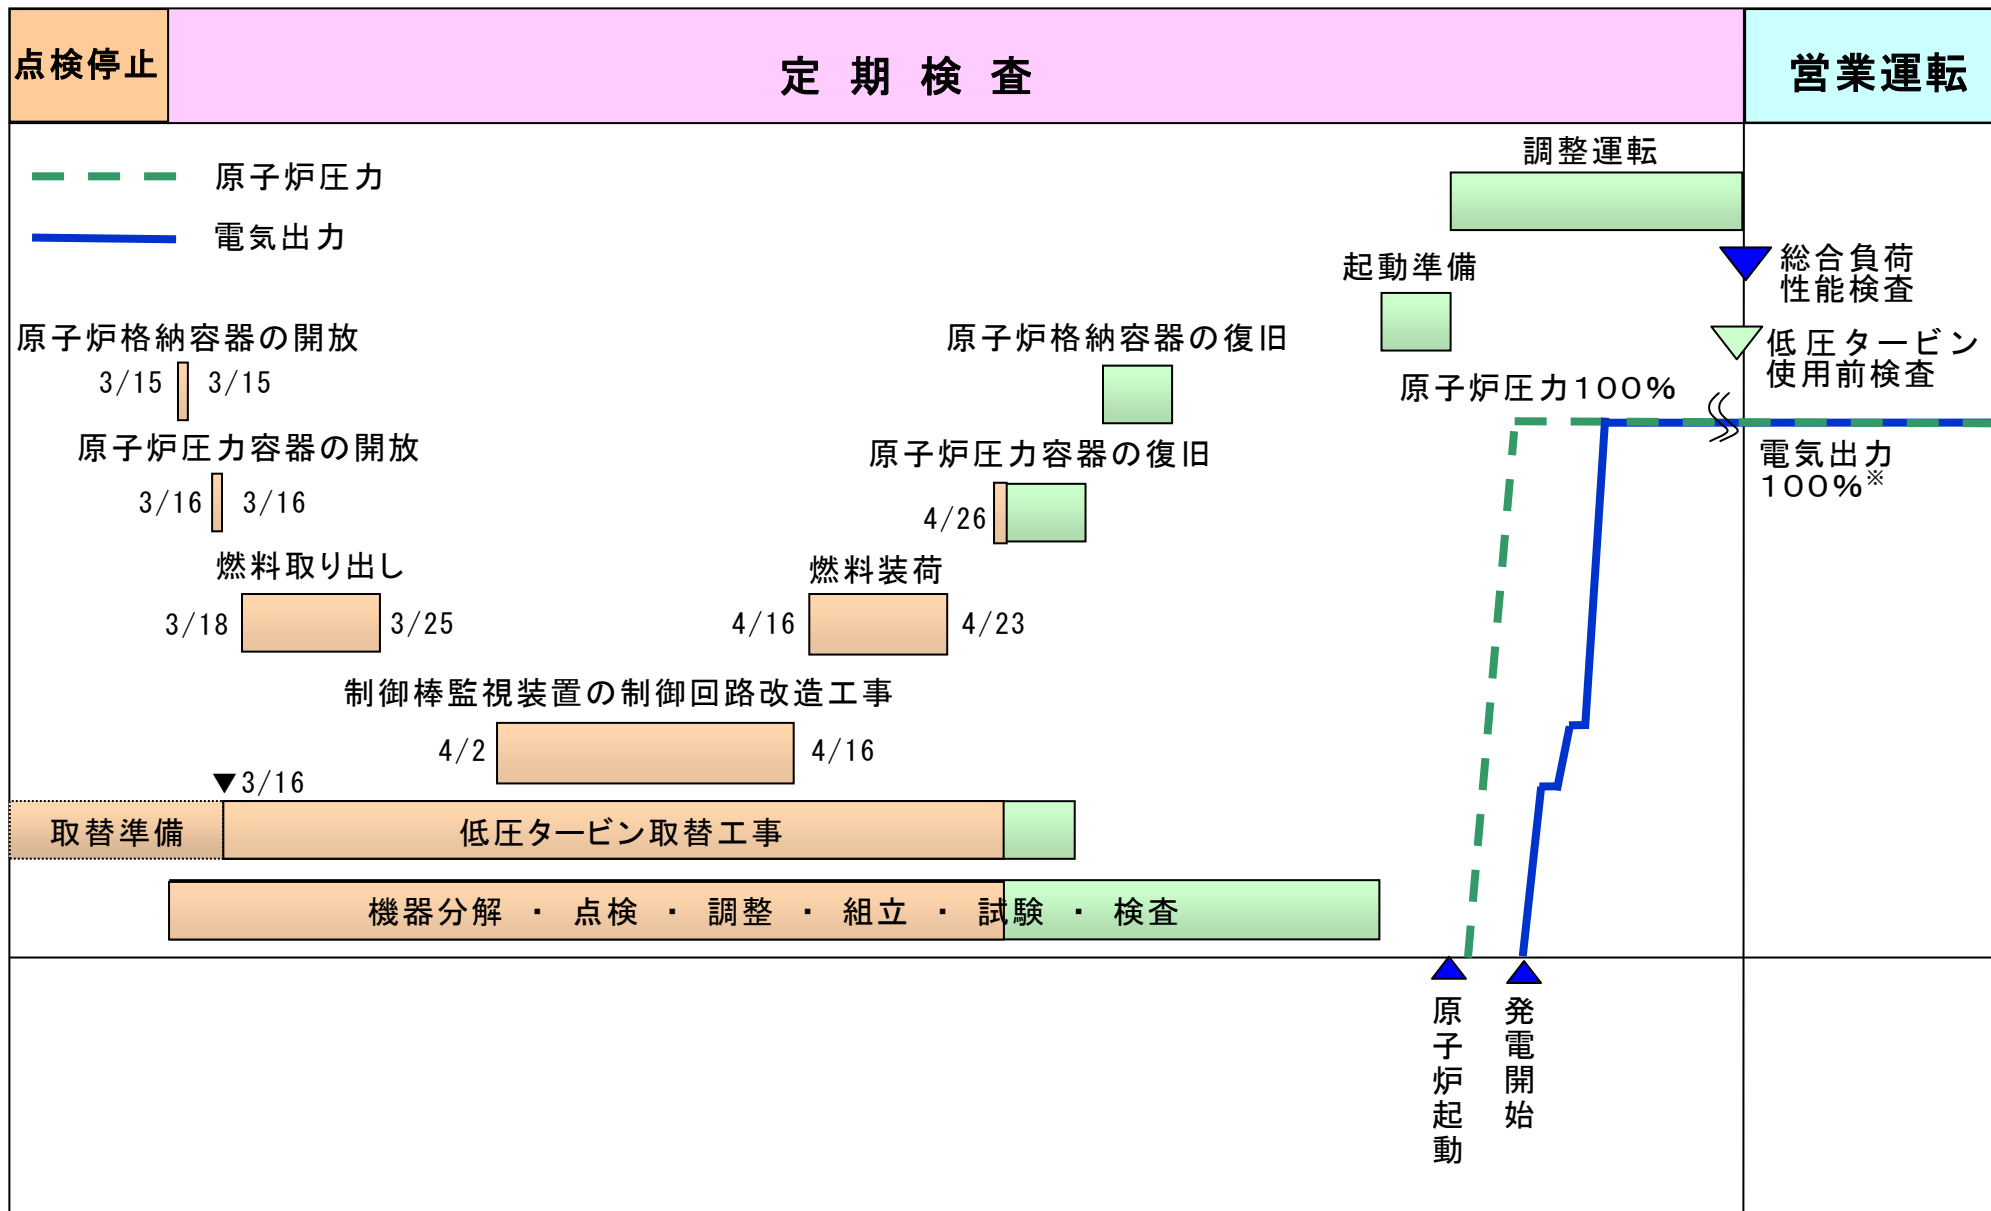 点検停止
定期検査
営業運転
原子炉圧力
電気出力
調整運転
総合負荷
性能検査
起動準備
低圧タービン
使用前検査
原子炉格納容器の開放
3/15
3/15
原子炉格納容器の復旧
原子炉圧力100%
原子炉圧力容器の開放
3/16
3/16
原子炉圧力容器の復旧
4/26
電気出力
100%※
燃料取り出し
3/18
3/25
燃料装荷
4/16
4/23
制御棒監視装置の制御回路改造工事
4/2
4/16
▼3/16
取替準備
低圧タービン取替工事
機器分解 ・ 点検 ・ 調整 ・ 組立 ・ 試験 ・ 検査
原子炉起動
発電開始